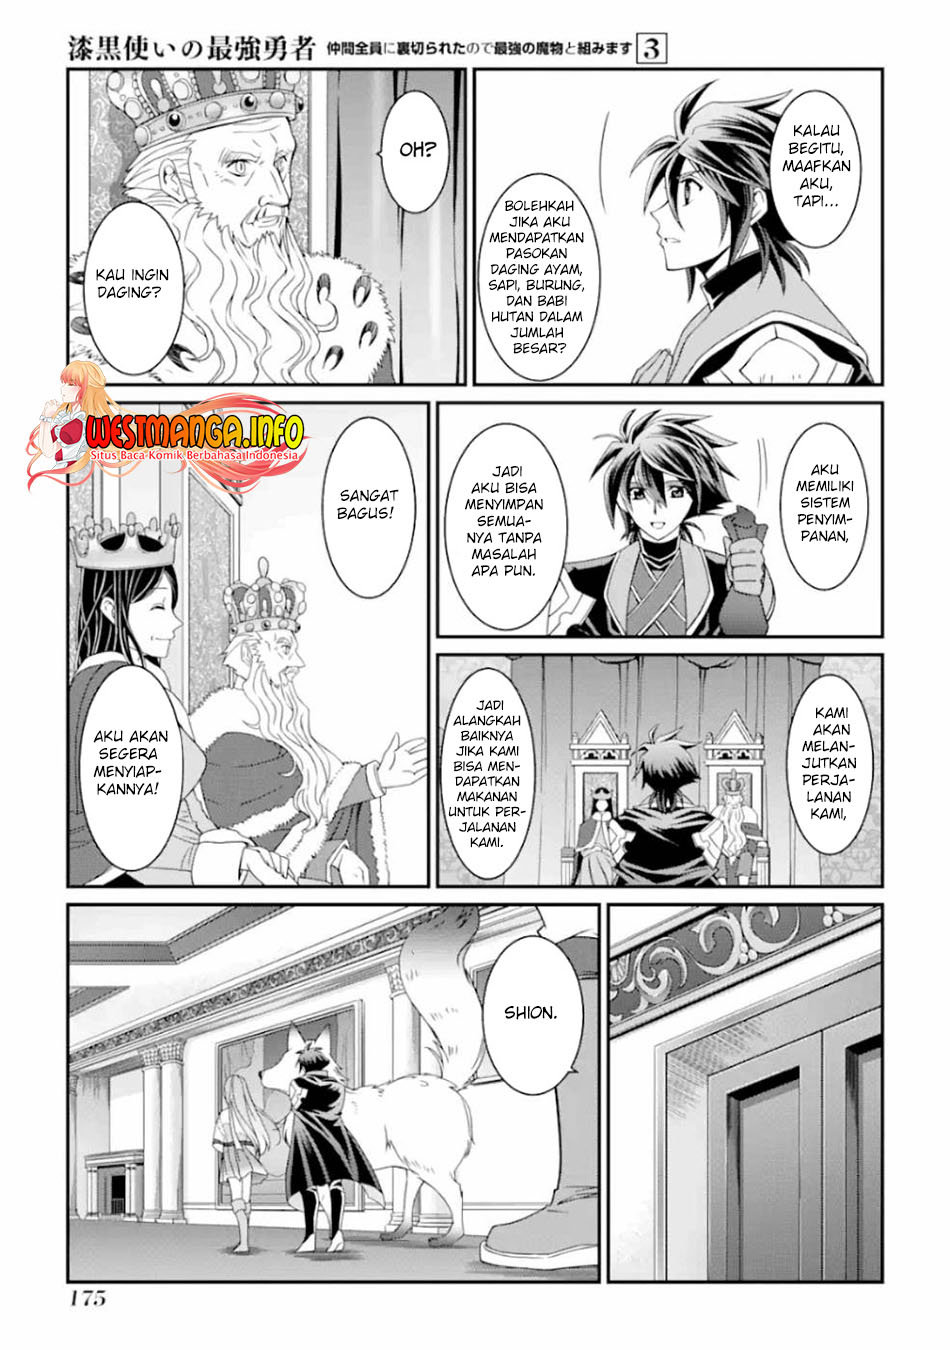 漆黒使いの最強勇者 仲間全員に裏切られたので最強の魔物と組みます 3
KALAU
BEGITU,
MAAFKAN
AKU,
TAPI...
BOLEHKAH
JIKA AKU
MENDAPATKAN
PASOKAN
DAGING AYAM,
SAPI, BURUNG,
DAN BABI
HUTAN DALAM
JUMLAH
BESAR?
OH?
KAU INGIN
DAGING?
WESTMANGA.INFO
Situs Baca Komik Berbahasa Indonesia
AKU
MEMILIKI
SISTEM
PENYIM-
PANAN,
JADI
AKU BISA
MENYIMPAN
SEMUA-
NYA TANPA
MASALAH
APA PUN.
KAMI
AKAN
MELAN-
JUTKAN
PERJA-
LANAN
KAMI,
JADI
ALANGKAH
BAIKNYA
JIKA KAMI
BISA MEN-
DAPATKAN
MAKANAN
UNTUK PER-
JALANAN
KAMI.
SANGAT
BAGUS!
AKU AKAN
SEGERA
MENYIAP-
KANNYA!
SHION.
175